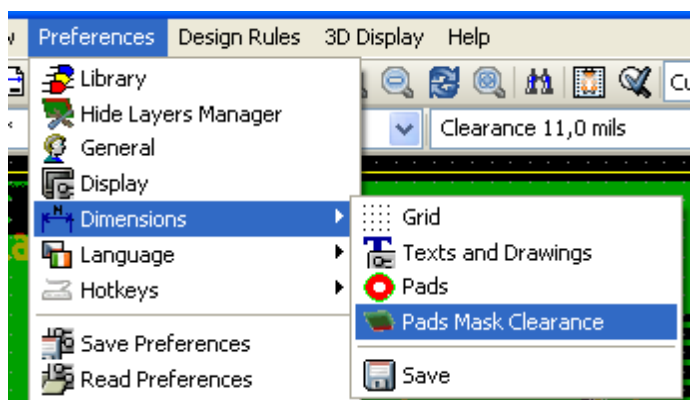 Preferences Design Rules 3D Display Help
Library
Hide Layers Manager
General
Display
Dimensions
Language
Hotkeys
Save Preferences
Read Preferences
Clearance 11,0 mils
Grid
Texts and Drawings
Pads
Pads Mask Clearance
Save